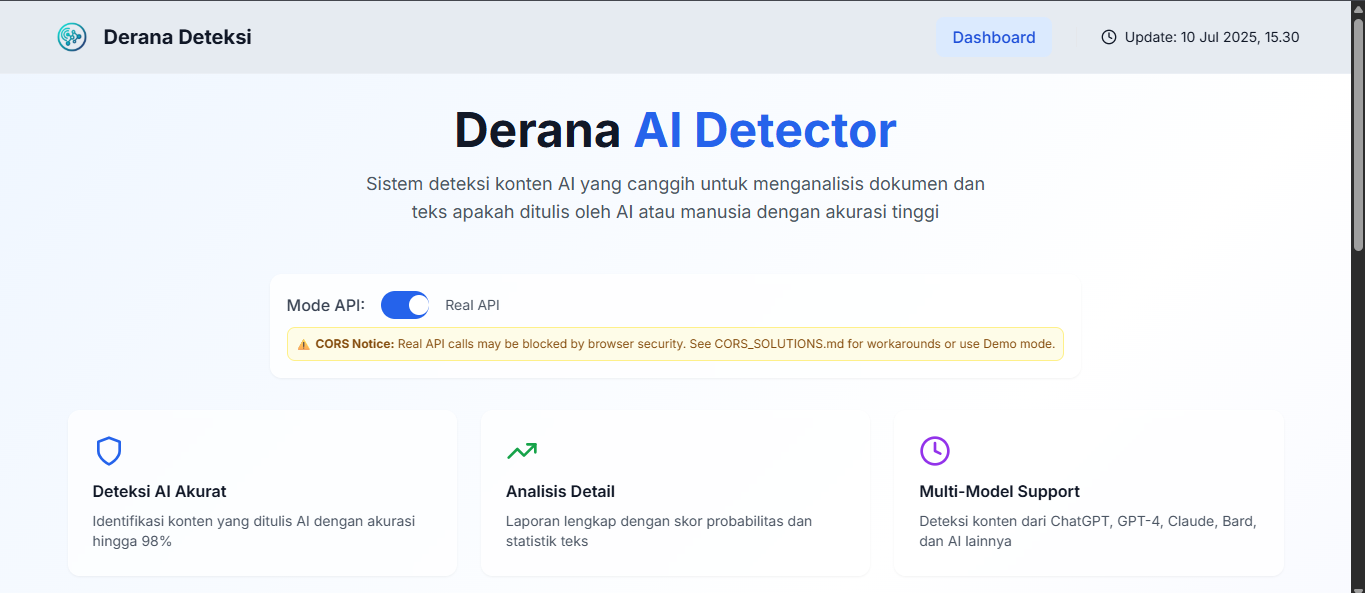 Derana Deteksi
Dashboard
Update: 10 Jul 2025, 15.30
Derana AI Detector
Sistem deteksi konten AI yang canggih untuk menganalisis dokumen dan
teks apakah ditulis oleh AI atau manusia dengan akurasi tinggi
Mode API:
Real API
⚠️ CORS Notice: Real API calls may be blocked by browser security. See CORS_SOLUTIONS.md for workarounds or use Demo mode.
Deteksi AI Akurat
Identifikasi konten yang ditulis AI dengan akurasi
hingga 98%
Analisis Detail
Laporan lengkap dengan skor probabilitas dan
statistik teks
Multi-Model Support
Deteksi konten dari ChatGPT, GPT-4, Claude, Bard,
dan AI lainnya